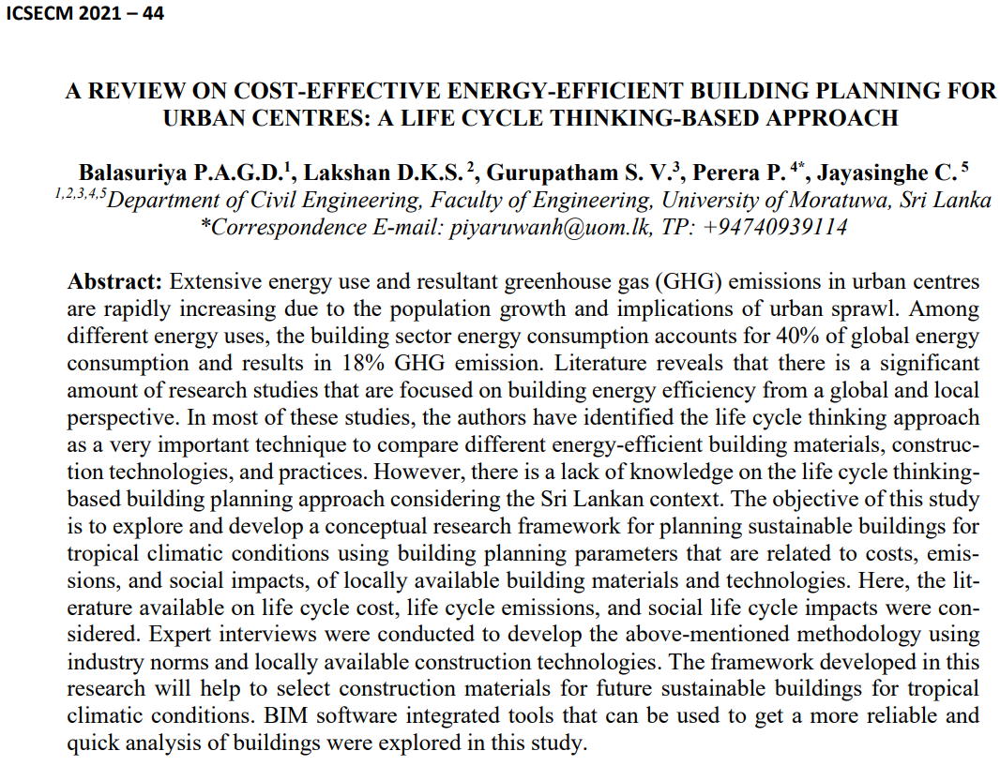 ICSECM 2021 – 44
A REVIEW ON COST-EFFECTIVE ENERGY-EFFICIENT BUILDING PLANNING FOR
URBAN CENTRES: A LIFE CYCLE THINKING-BASED APPROACH
Balasuriya P.A.G.D.¹, Lakshan D.K.S.², Gurupatham S. V.³, Perera P. ⁴*, Jayasinghe C. ⁵
1,2,3,4,5 Department of Civil Engineering, Faculty of Engineering, University of Moratuwa, Sri Lanka
*Correspondence E-mail: piyaruwanh@uom.lk, TP: +94740939114
Abstract: Extensive energy use and resultant greenhouse gas (GHG) emissions in urban centres
are rapidly increasing due to the population growth and implications of urban sprawl. Among
different energy uses, the building sector energy consumption accounts for 40% of global energy
consumption and results in 18% GHG emission. Literature reveals that there is a significant
amount of research studies that are focused on building energy efficiency from a global and local
perspective. In most of these studies, the authors have identified the life cycle thinking approach
as a very important technique to compare different energy-efficient building materials, construc-
tion technologies, and practices. However, there is a lack of knowledge on the life cycle thinking-
based building planning approach considering the Sri Lankan context. The objective of this study
is to explore and develop a conceptual research framework for planning sustainable buildings for
tropical climatic conditions using building planning parameters that are related to costs, emis-
sions, and social impacts, of locally available building materials and technologies. Here, the lit-
erature available on life cycle cost, life cycle emissions, and social life cycle impacts were con-
sidered. Expert interviews were conducted to develop the above-mentioned methodology using
industry norms and locally available construction technologies. The framework developed in this
research will help to select construction materials for future sustainable buildings for tropical
climatic conditions. BIM software integrated tools that can be used to get a more reliable and
quick analysis of buildings were explored in this study.